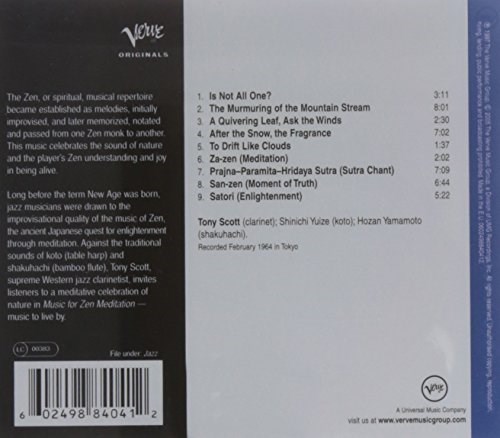 Verve
ORIGINALS
The Zen, or spiritual, musical repertoire
became established as melodies, initially
improvised, and later memorized, notated
and passed from one Zen monk to another.
This music celebrates the sound of nature
and the player's Zen understanding and joy
in being alive.
Long before the term New Age was born,
jazz musicians were drawn to the
improvisational quality of the music of Zen,
the ancient Japanese quest for enlightenment
through meditation. Against the traditional
sounds of koto (table harp) and
shakuhachi (bamboo flute), Tony Scott,
supreme Western jazz clarinetist, invites
listeners to a meditative celebration of
nature in Music for Zen Meditation —
music to live by.
LC 00383
File under: Jazz
6 02498 84041 2
1. Is Not All One? 3:11
2. The Murmuring of the Mountain Stream 8:01
3. A Quivering Leaf, Ask the Winds 2:30
4. After the Snow, the Fragrance 7:02
5. To Drift Like Clouds 1:37
6. Za-zen (Meditation) 2:41
7. Prajna-Paramita-Hridaya Sutra (Sutra Chant) 7:09
8. San-zen (Moment of Truth) 6:44
9. Satori (Enlightenment) 5:22
Tony Scott (clarinet); Shinichi Yuize (koto); Hozan Yamamoto
(shakuhachi)
Recorded February 1964 in Tokyo
Verve
A Universal Music Company
visit us at www.vervemusicgroup.com